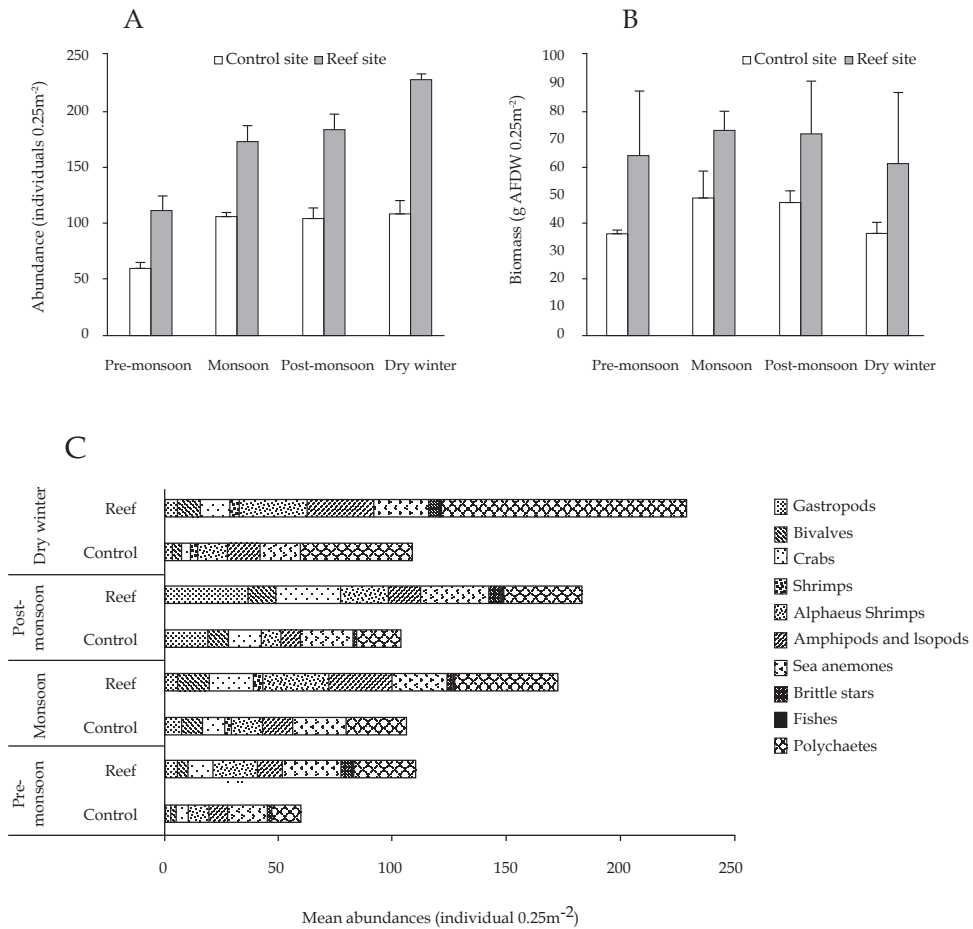 A
Abundance (individuals 0.25m-2)
250
200
150
100
50
0
Control site
Reef site
Pre-monsoon
Monsoon
Post-monsoon
Dry winter
B
Biomass (g AFDW 0.25m-2)
100
90
80
70
60
50
40
30
20
10
0
Control site
Reef site
Pre-monsoon
Monsoon
Post-monsoon
Dry winter
C
Dry winter
Reef
Control
Post-
monsoon
Reef
Control
Monsoon
Reef
Control
Pre-
monsoon
Reef
Control
0
50
100
150
200
250
Mean abundances (individual 0.25m-2)
Gastropods
Bivalves
Crabs
Shrimps
Alphaeus Shrimps
Amphipods and Isopods
Sea anemones
Brittle stars
Fishes
Polychaetes